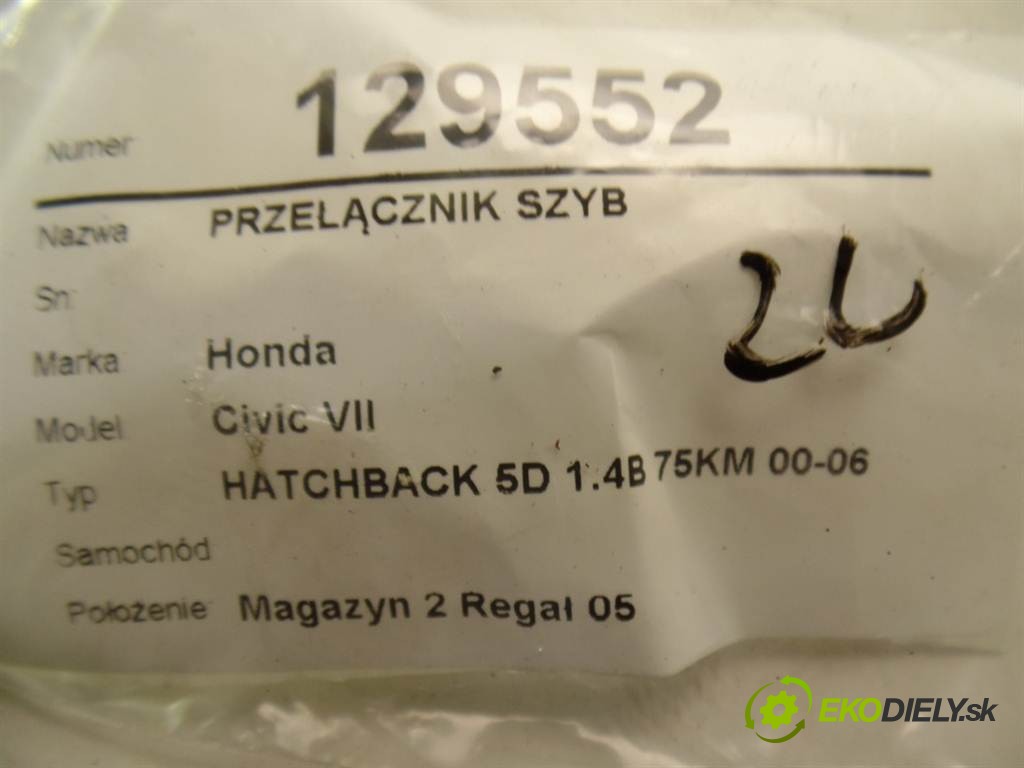 Numer 129552
Nazwa PRZEŁĄCZNIK SZYB
Sn
Marka Honda
Model Civic VII
Typ HATCHBACK 5D 1.4B 75KM 00-06
Samochód
Położenie Magazyn 2 Regał 05
EKODIELY.sk